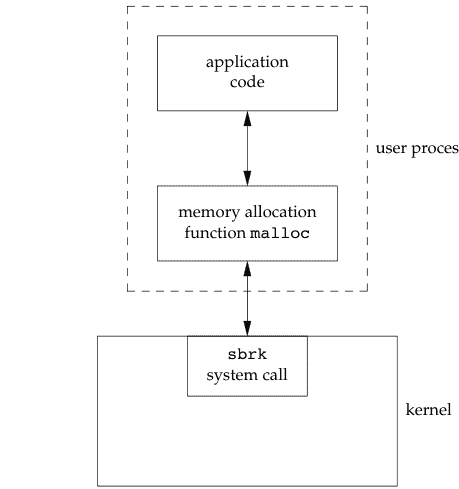 application
code
user proces
memory allocation
function malloc
sbrk
system call
kernel